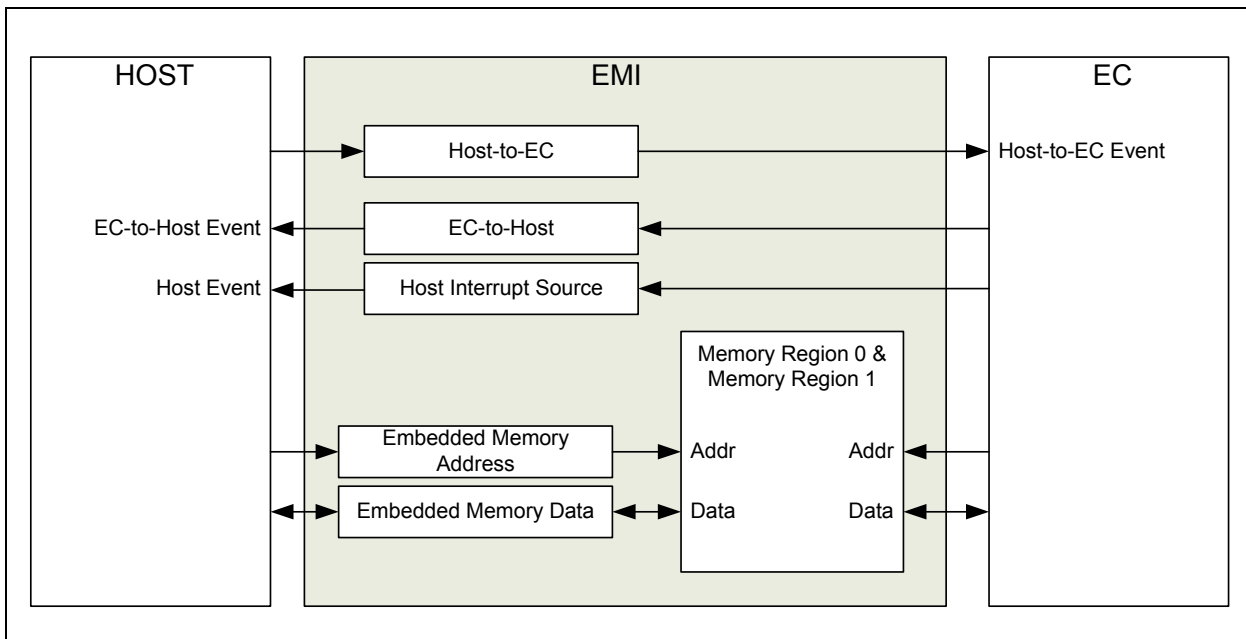 HOST
EMI
EC
Host-to-EC
Host-to-EC Event
EC-to-Host Event
EC-to-Host
Host Event
Host Interrupt Source
Memory Region 0 &
Memory Region 1
Embedded Memory
Address
Addr
Addr
Embedded Memory Data
Data
Data